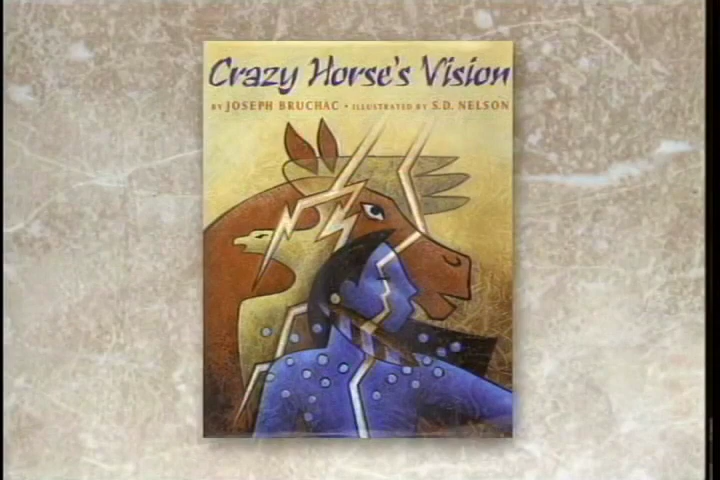 Crazy Horse's Vision
BY JOSEPH BRUCHAC • ILLUSTRATED BY S.D. NELSON